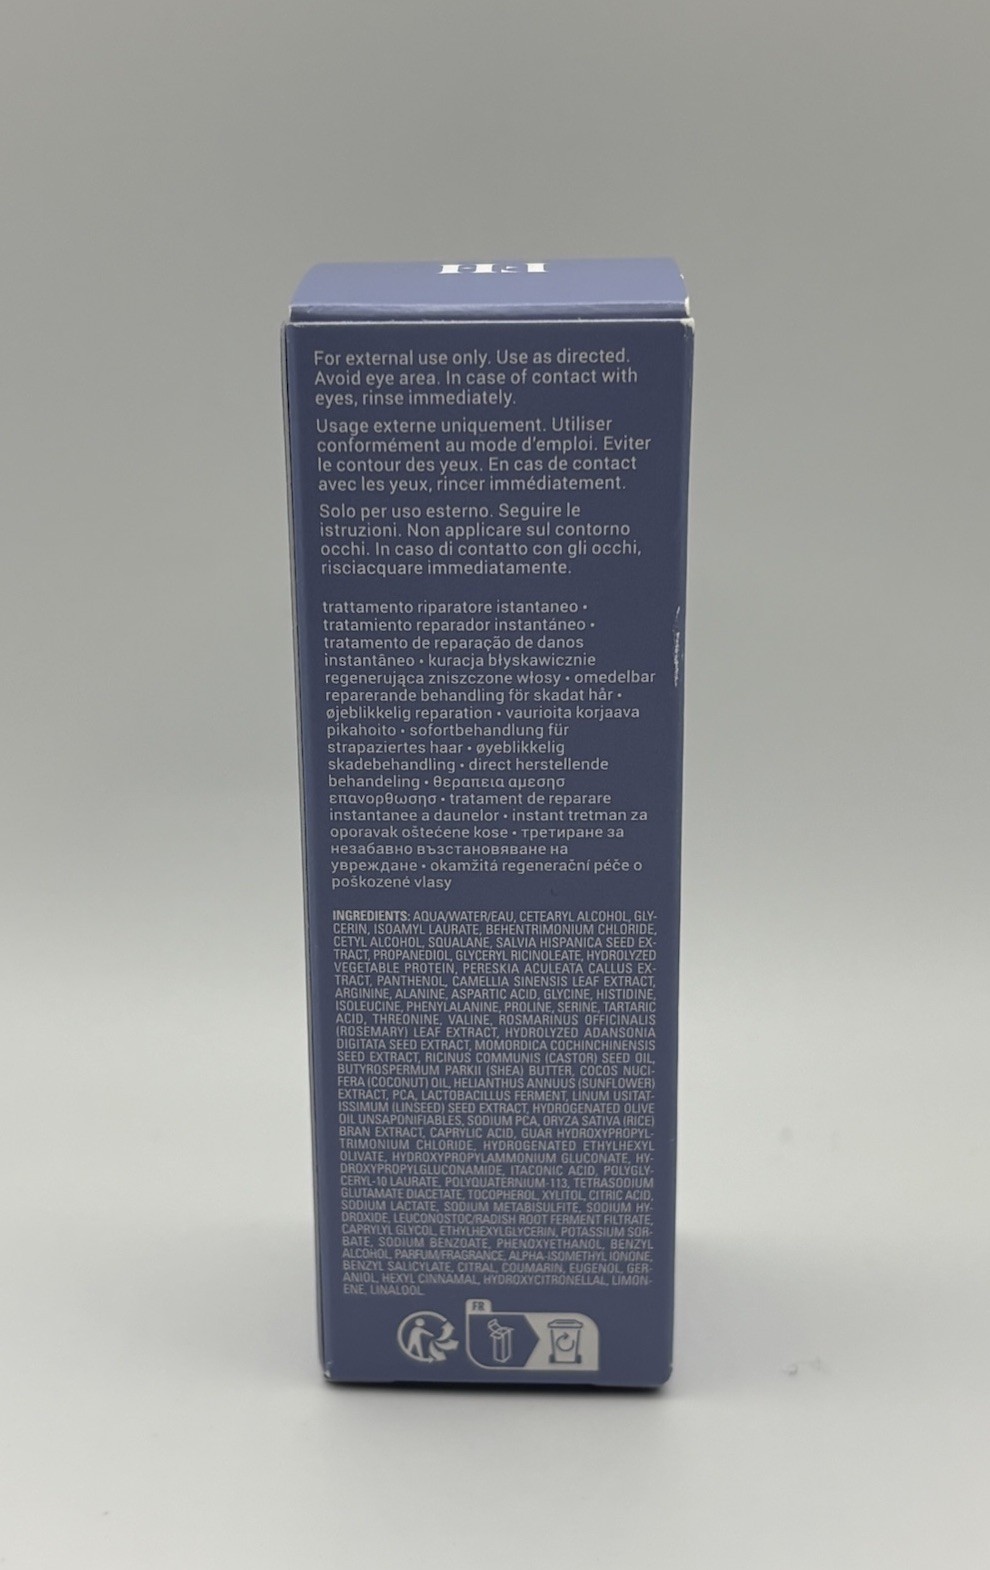 For external use only. Use as directed.
Avoid eye area. In case of contact with
eyes, rinse immediately.
Usage externe uniquement. Utiliser
conformément au mode d'emploi. Eviter
le contour des yeux. En cas de contact
avec les yeux, rincer immédiatement.
Solo per uso esterno. Seguire le
istruzioni. Non applicare sul contorno
occhi. In caso di contatto con gli occhi,
risciacquare immediatamente.
trattamento riparatore istantaneo •
tratamiento reparador instantáneo •
tratamento de reparação de danos
instantâneo • kuracja błyskawicznie
regenerująca zniszczone włosy • omedelbar
reparerande behandling för skadat hår •
øjeblikkelig reparation • vaurioita korjaava
pikahoito • sofortbehandlung für
strapaziertes haar • øyeblikkelig
skadebehandling • direct herstellende
behandeling • θεραπεια αμεσησ
επανορθωσησ • tratament de reparare
instantanee a daunelor • instant tretman za
oporavak oštećene kose • третиране за
незабавно възстановяване на
увреждане • okamžitá regenerační péče o
poškozené vlasy
INGREDIENTS: AQUA/WATER/EAU, CETEARYL ALCOHOL, GLY-
CERIN, ISOAMYL LAURATE, BEHENTRIMONIUM CHLORIDE,
CETYL ALCOHOL, SQUALANE, SALVIA HISPANICA SEED EX-
TRACT, PROPANEDIOL, GLYCERYL RICINOLEATE, HYDROLYZED
VEGETABLE PROTEIN, PERESKIA ACULEATA CALLUS EX-
TRACT, PANTHENOL, CAMELLIA SINENSIS LEAF EXTRACT,
ARGININE, ALANINE, ASPARTIC ACID, GLYCINE, HISTIDINE,
ISOLEUCINE, PHENYLALANINE, PROLINE, SERINE, TARTARIC
ACID, THREONINE, VALINE, ROSMARINUS OFFICINALIS
(ROSEMARY) LEAF EXTRACT, HYDROLYZED ADANSONIA
DIGITATA SEED EXTRACT, MOMORDICA COCHINCHINENSIS
SEED EXTRACT, RICINUS COMMUNIS (CASTOR) SEED OIL,
BUTYROSPERMUM PARKII (SHEA) BUTTER, COCOS NUCI-
FERA (COCONUT) OIL, HELIANTHUS ANNUUS (SUNFLOWER)
EXTRACT, PCA, LACTOBACILLUS FERMENT, LINUM USITAT-
ISSIMUM (LINSEED) SEED EXTRACT, HYDROGENATED OLIVE
OIL UNSAPONIFIABLES, SODIUM PCA, ORYZA SATIVA (RICE)
BRAN EXTRACT, CAPRYLIC ACID, GUAR HYDROXYPROPYL-
TRIMONIUM CHLORIDE, HYDROGENATED ETHYLHEXYL
OLIVATE, HYDROXYPROPYLAMMONIUM GLUCONATE, HY-
DROXYPROPYLGLUCONAMIDE, ITACONIC ACID, POLYGLY-
CERYL-10 LAURATE, POLYQUATERNIUM-113, TETRASODIUM
GLUTAMATE DIACETATE, TOCOPHEROL, XYLITOL, CITRIC ACID,
SODIUM LACTATE, SODIUM METABISULFITE, SODIUM HY-
DROXIDE, LEUCONOSTOC/RADISH ROOT FERMENT FILTRATE,
CAPRYLYL GLYCOL, ETHYLHEXYLGLYCERIN, POTASSIUM SOR-
BATE, SODIUM BENZOATE, PHENOXYETHANOL, BENZYL
ALCOHOL, PARFUM/FRAGRANCE, ALPHA-ISOMETHYL IONONE,
BENZYL SALICYLATE, CITRAL, COUMARIN, EUGENOL, GER-
ANIOL, HEXYL CINNAMAL, HYDROXYCITRONELLAL, LIMON-
ENE, LINALOOL
FR